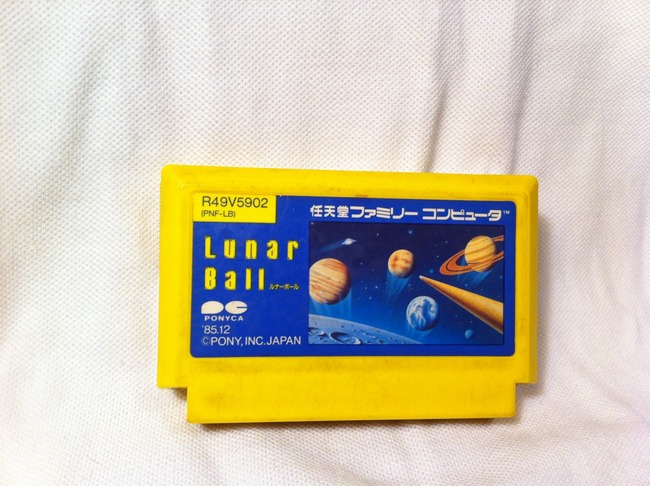 R49V5902
(PNF-LB)
任天堂 ファミリー コンピュータ™
Lunar
Ball ルナーボール
PC
PONYCA
'85.12
©PONY, INC. JAPAN